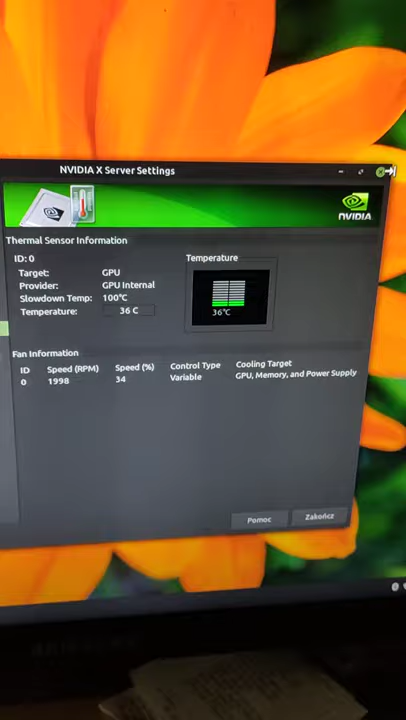 NVIDIA X Server Settings
NVIDIA
Thermal Sensor Information
ID: 0
Target: GPU
Provider: GPU Internal
Slowdown Temp: 100°C
Temperature: 36 C
Temperature
36°C
Fan Information
ID Speed (RPM) Speed (%) Control Type Cooling Target
0 1998 34 Variable GPU, Memory, and Power Supply
Pomoc Zakończ